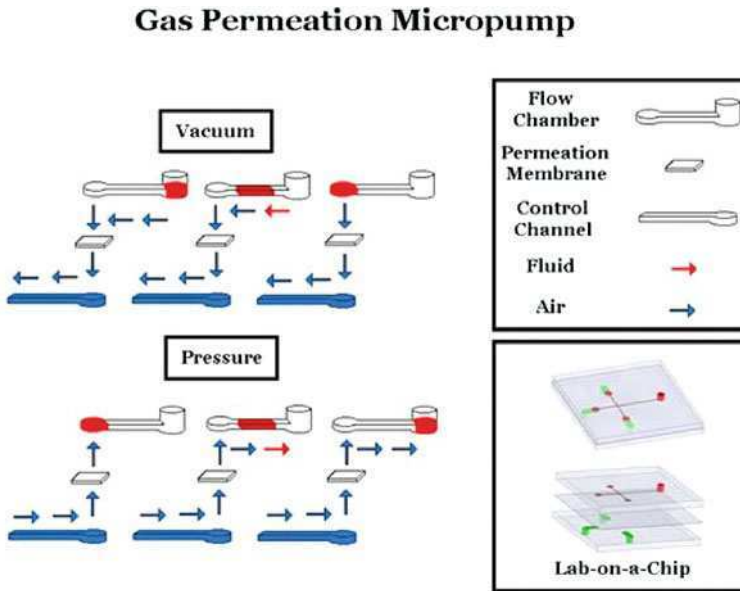 Gas Permeation Micropump
Vacuum
Pressure
Flow
Chamber
Permeation
Membrane
Control
Channel
Fluid
Air
Lab-on-a-Chip